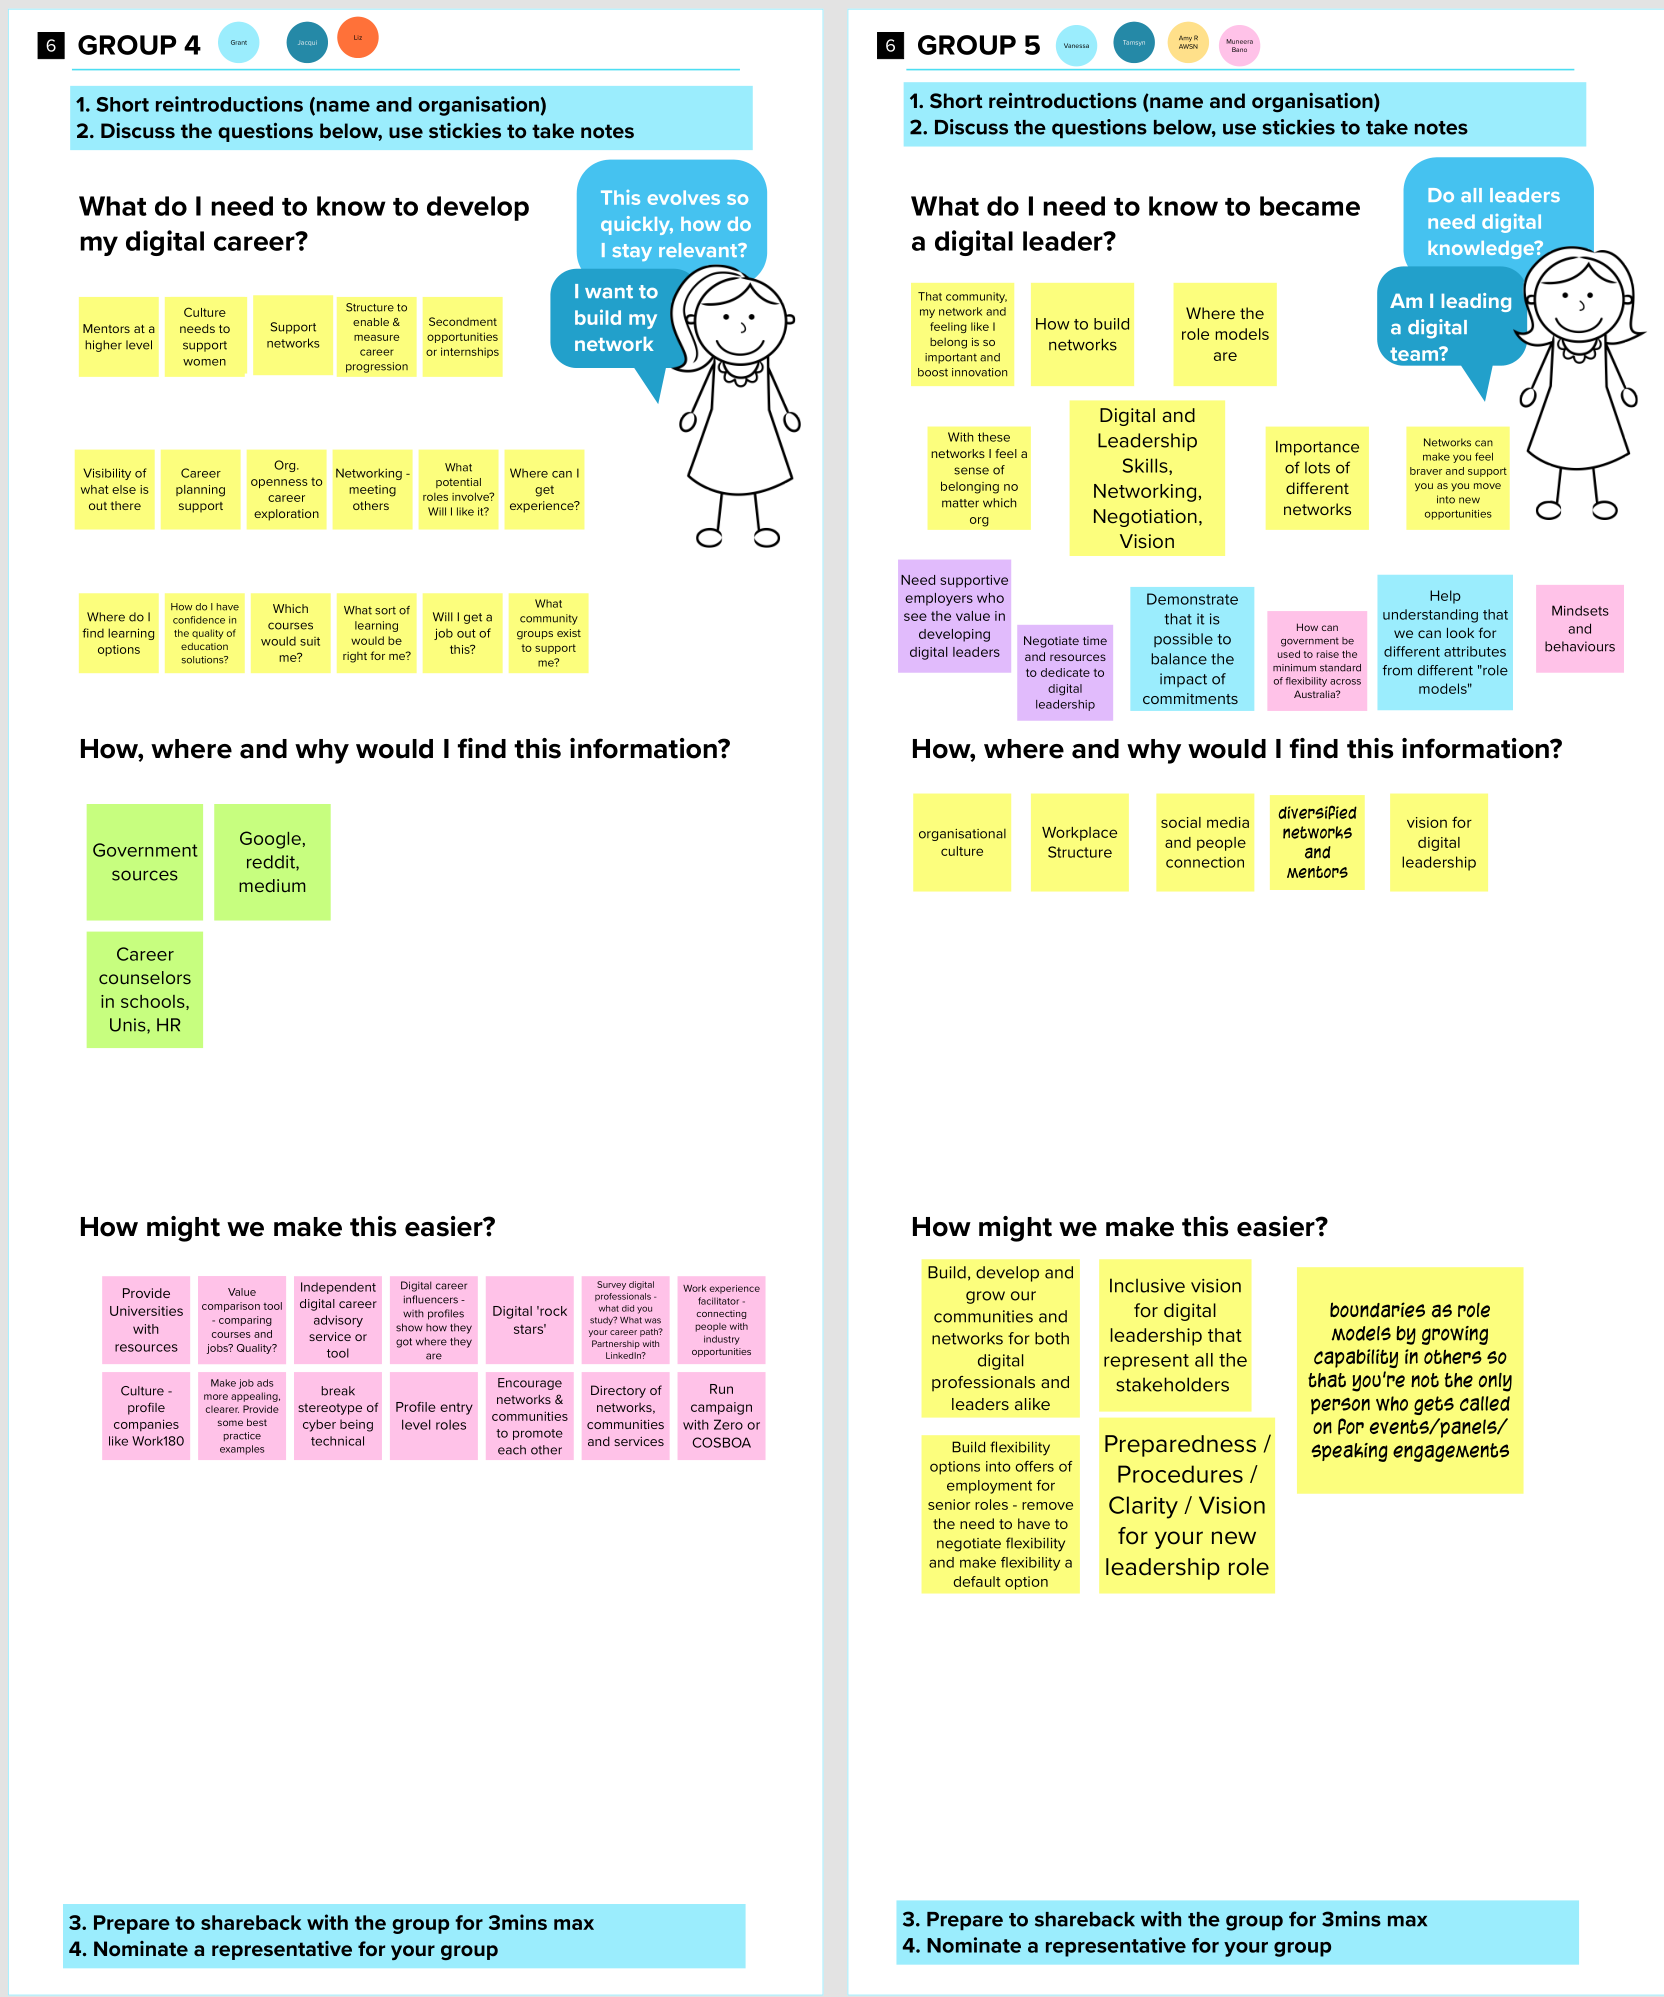 6
GROUP 4
Grant
Jacqui
Liz
1. Short reintroductions (name and organisation)
2. Discuss the questions below, use stickies to take notes
What do I need to know to develop
my digital career?
This evolves so
quickly, how do
I stay relevant?
I want to
build my
network
Mentors at a
higher level
Culture
needs to
support
women
Support
networks
Structure to
enable &
measure
career
progression
Secondment
opportunities
or internships
Visibility of
what else is
out there
Career
planning
support
Org.
openness to
career
exploration
Networking -
meeting
others
What
potential
roles involve?
Will I like it?
Where can I
get
experience?
Where do I
find learning
options
How do I have
confidence in
the quality of
education
solutions?
Which
courses
would suit
me?
What sort of
learning
would be
right for me?
Will I get a
job out of
this?
What
community
groups exist
to support
me?
How, where and why would I find this information?
Government
sources
Google,
reddit,
medium
Career
counselors
in schools,
Unis, HR
How might we make this easier?
Provide
Universities
with
resources
Value
comparison tool
- comparing
courses and
jobs? Quality?
Independent
digital career
advisory
service or
tool
Digital career
influencers -
with profiles
show how they
got where they
are
Digital 'rock
stars'
Survey digital
professionals -
what did you
study? What was
your career path?
Partnership with
LinkedIn?
Work experience
facilitator -
connecting
people with
industry
opportunities
Culture -
profile
companies
like Work180
Make job ads
more appealing,
clearer. Provide
some best
practice
examples
break
stereotype of
cyber being
technical
Profile entry
level roles
Encourage
networks &
communities
to promote
each other
Directory of
networks,
communities
and services
Run
campaign
with Zero or
COSBOA
3. Prepare to shareback with the group for 3mins max
4. Nominate a representative for your group
6
GROUP 5
Vanessa
Tamsyn
Amy R
AWSN
Muneera
Bano
1. Short reintroductions (name and organisation)
2. Discuss the questions below, use stickies to take notes
What do I need to know to became
a digital leader?
Do all leaders
need digital
knowledge?
Am I leading
a digital
team?
That community,
my network and
feeling like I
belong is so
important and
boost innovation
How to build
networks
Where the
role models
are
With these
networks I feel a
sense of
belonging no
matter which
org
Digital and
Leadership
Skills,
Networking,
Negotiation,
Vision
Importance
of lots of
different
networks
Networks can
make you feel
braver and support
you as you move
into new
opportunities
Need supportive
employers who
see the value in
developing
digital leaders
Negotiate time
and resources
to dedicate to
digital
leadership
Demonstrate
that it is
possible to
balance the
impact of
commitments
How can
government be
used to raise the
minimum standard
of flexibility across
Australia?
Help
understanding that
we can look for
different attributes
from different "role
models"
Mindsets
and
behaviours
How, where and why would I find this information?
organisational
culture
Workplace
Structure
social media
and people
connection
diversified
networks
and
mentors
vision for
digital
leadership
How might we make this easier?
Build, develop and
grow our
communities and
networks for both
digital
professionals and
leaders alike
Inclusive vision
for digital
leadership that
represent all the
stakeholders
boundaries as role
models by growing
capability in others so
that you're not the only
person who gets called
on for events/panels/
speaking engagements
Build flexibility
options into offers of
employment for
senior roles - remove
the need to have to
negotiate flexibility
and make flexibility a
default option
Preparedness /
Procedures /
Clarity / Vision
for your new
leadership role
3. Prepare to shareback with the group for 3mins max
4. Nominate a representative for your group